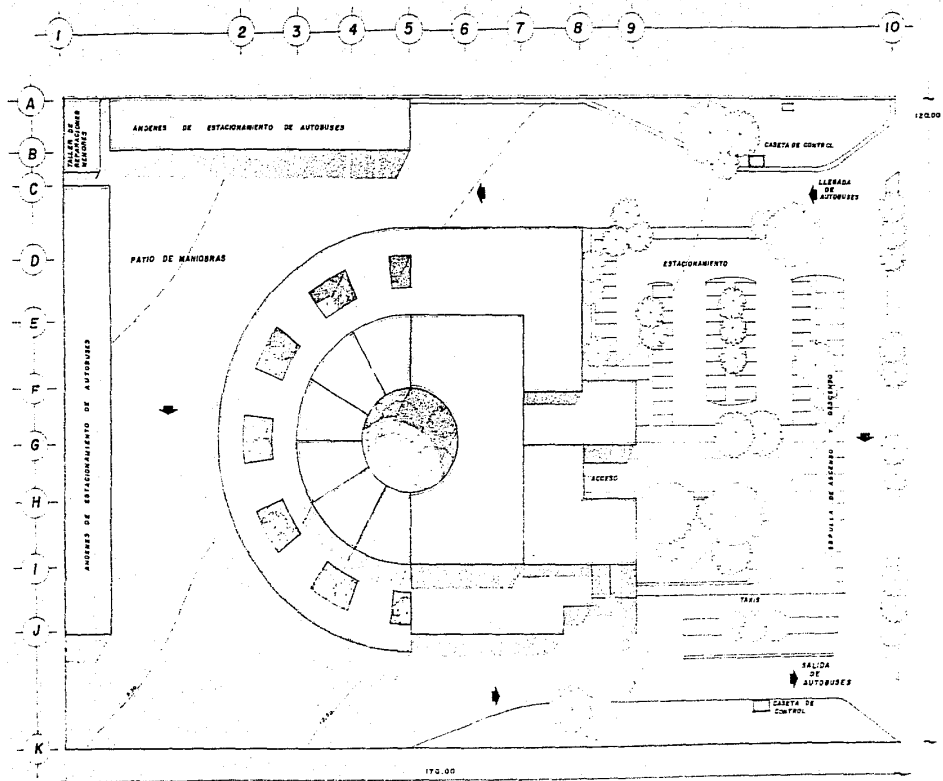 1 2 3 4 5 6 7 8 9 10
A
120.00
ANDENES DE ESTACIONAMIENTO DE AUTOBUSES
TALLER DE
REPARACIONES
MENORES
B
CASETA DE CONTROL
C
LLEGADA
DE
AUTOBUSES
D
PATIO DE MANIOBRAS
ESTACIONAMIENTO
E
F
ANDENES DE ESTACIONAMIENTO DE AUTOBUSES
G
ESPUELA DE ASCENSO Y DESCENSO
H
ACCESO
I
TAXIS
J
SALIDA
DE
AUTOBUSES
CASETA DE
CONTROL
K
170.00